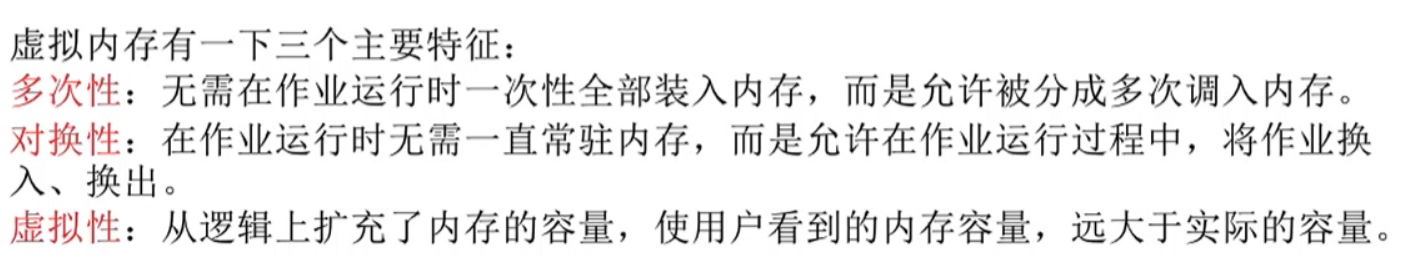 虚拟内存有一下三个主要特征：
多次性：无需在作业运行时一次性全部装入内存，而是允许被分成多次调入内存。
对换性：在作业运行时无需一直常驻内存，而是允许在作业运行过程中，将作业换
入、换出。
虚拟性：从逻辑上扩充了内存的容量，使用户看到的内存容量，远大于实际的容量。